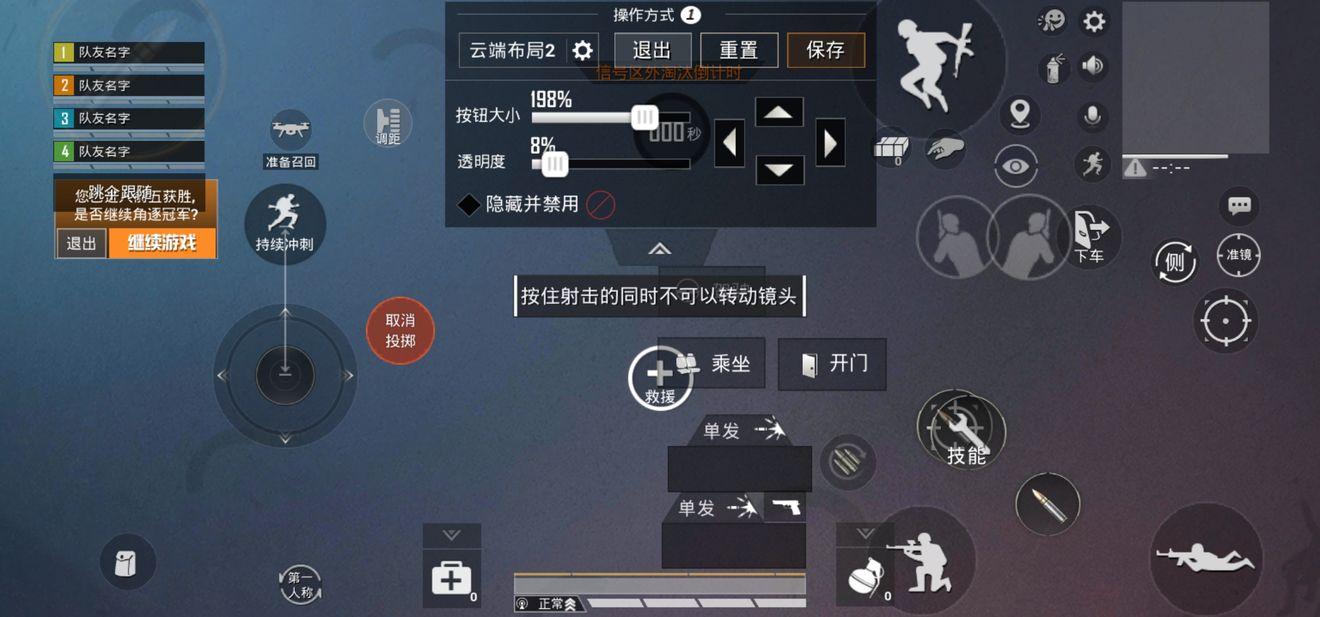 操作方式 1
云端布局2
退出
重置
保存
信号区外淘汰倒计时
按钮大小
198%
000秒
透明度
8%
隐藏并禁用
1 队友名字
2 队友名字
3 队友名字
4 队友名字
跳伞跟随
是否继续角逐冠军?
退出
继续游戏
准备召回
调距
持续冲刺
取消
投掷
0
--:--
下车
侧
准镜
按住射击的同时不可以转动镜头
乘坐
开门
救援
单发
技能
单发
第一
人称
0
正常
0